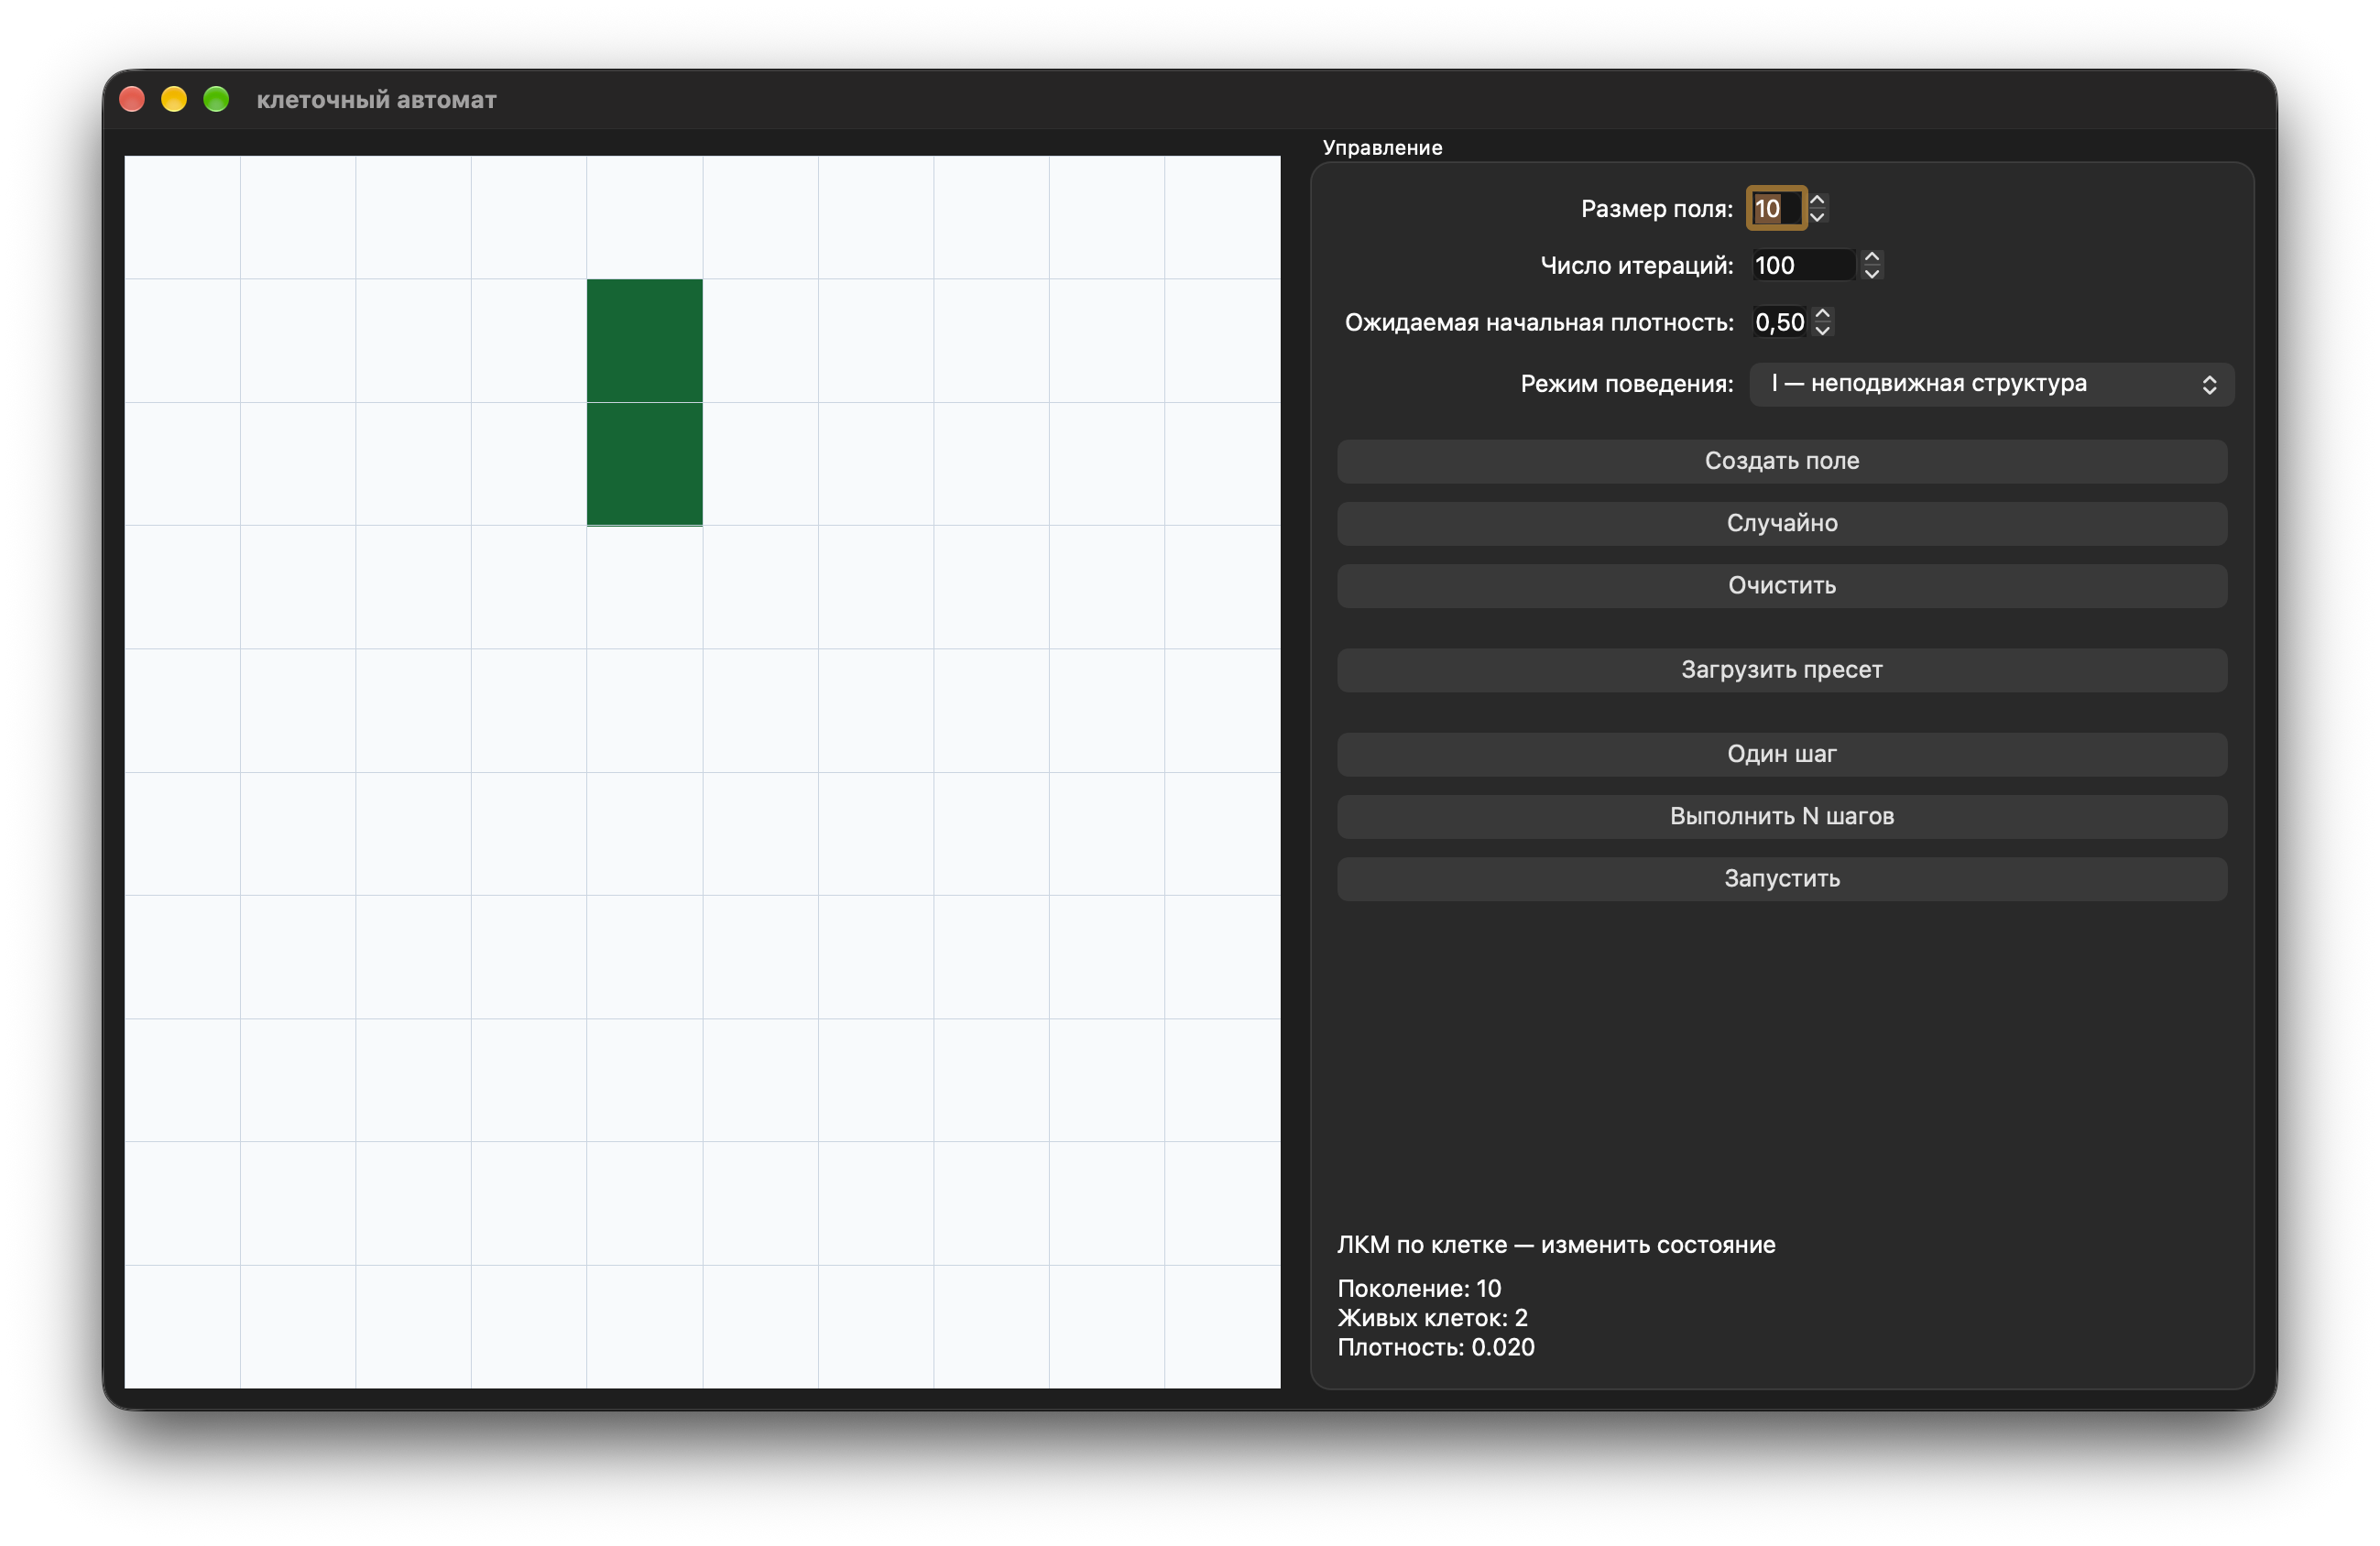 клеточный автомат
Управление
Размер поля: 10
Число итераций: 100
Ожидаемая начальная плотность: 0,50
Режим поведения: I — неподвижная структура
Создать поле
Случайно
Очистить
Загрузить пресет
Один шаг
Выполнить N шагов
Запустить
ЛКМ по клетке — изменить состояние
Поколение: 10
Живых клеток: 2
Плотность: 0.020